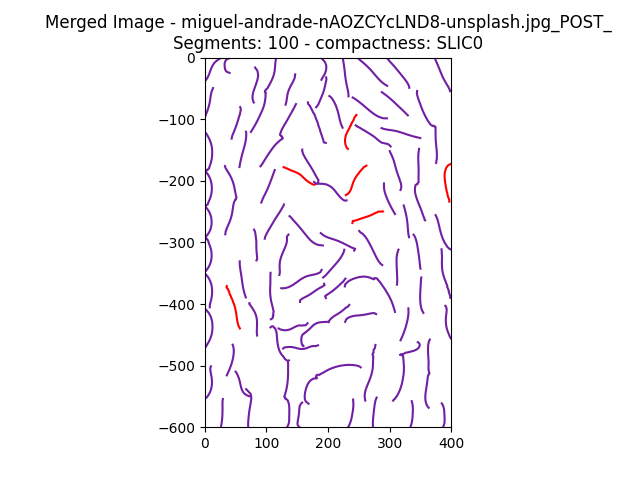 Merged Image - miguel-andrade-nAOZCYcLND8-unsplash.jpg_POST_
Segments: 100 - compactness: SLIC0
0
−100
−200
−300
−400
−500
−600
0 100 200 300 400